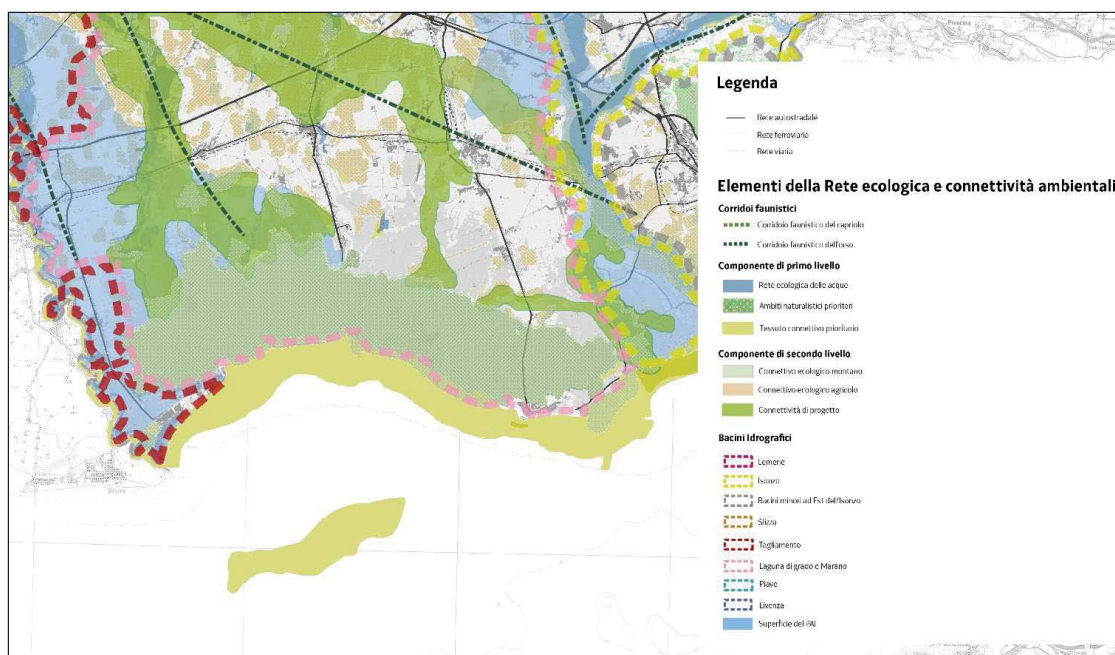 Legenda
Rete autostradale
Rete ferroviaria
Rete viaria
Elementi della Rete ecologica e connettività ambientali
Corridoi faunistici
Corridoio faunistico del capriolo
Corridoio faunistico dell'orso
Componente di primo livello
Rete ecologica delle acque
Ambiti naturalistici prioritari
Tessuto connettivo prioritario
Componente di secondo livello
Connettivo ecologico montano
Connettivo ecologico agricolo
Connettività di progetto
Bacini Idrografici
Lemene
Isonzo
Bacini minori ad Est dell'Isonzo
Slizza
Tagliamento
Laguna di grado e Marano
Piave
Livenza
Superficie del PAI